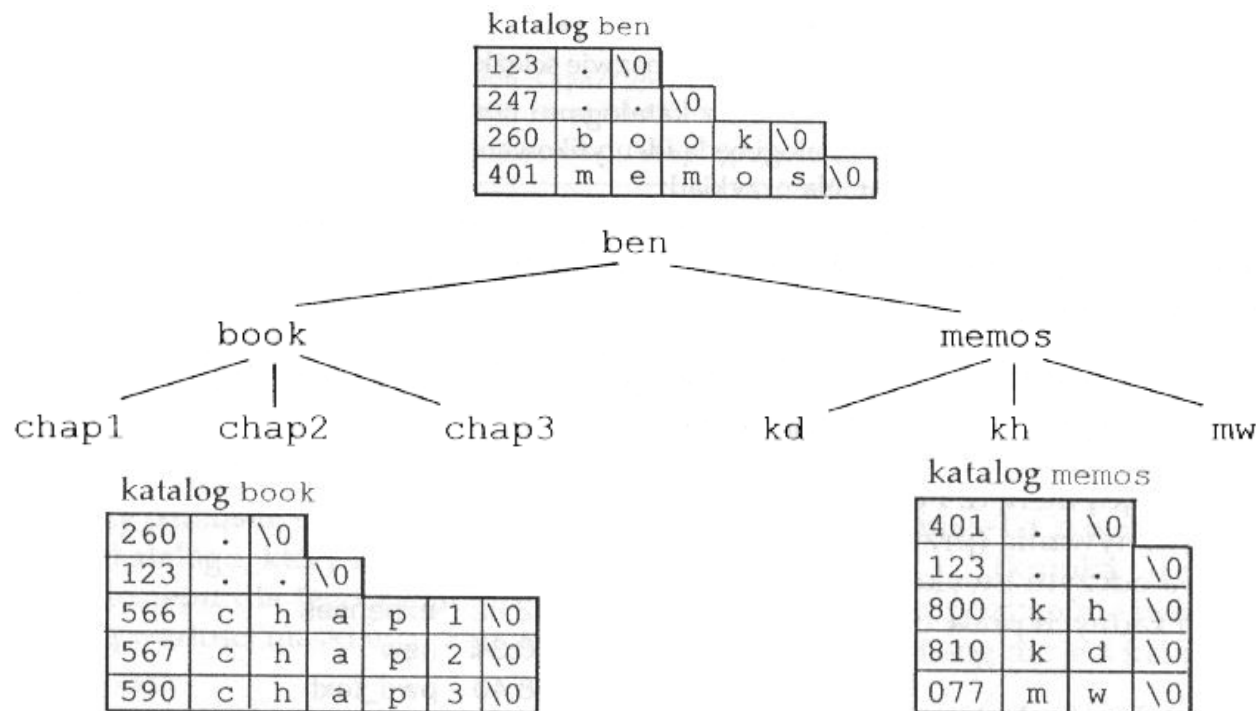 katalog ben
123 . \0
247 . . \0
260 b o o k \0
401 m e m o s \0
ben
book memos
chap1 chap2 chap3 kd kh mw
katalog book
260 . \0
123 . . \0
566 c h a p 1 \0
567 c h a p 2 \0
590 c h a p 3 \0
katalog memos
401 . \0
123 . . \0
800 k h \0
810 k d \0
077 m w \0